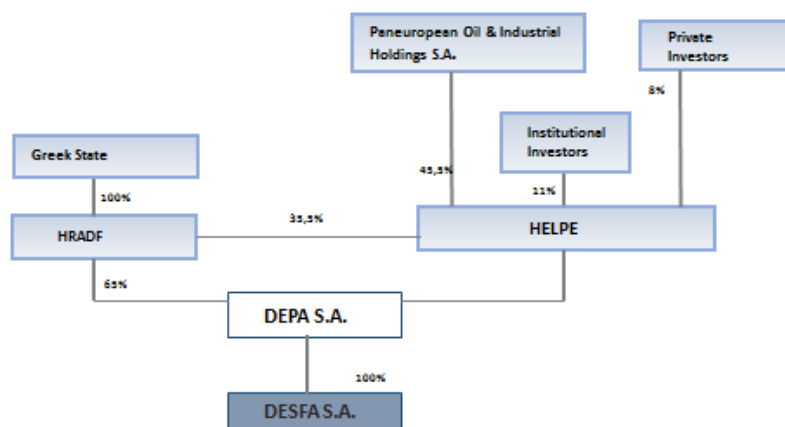 Paneuropean Oil & Industrial
Holdings S.A.
Private
Investors
8%
Institutional
Investors
Greek State
45,5%
11%
100%
HRADF
35,5%
HELPE
65%
DEPA S.A.
100%
DESFA S.A.